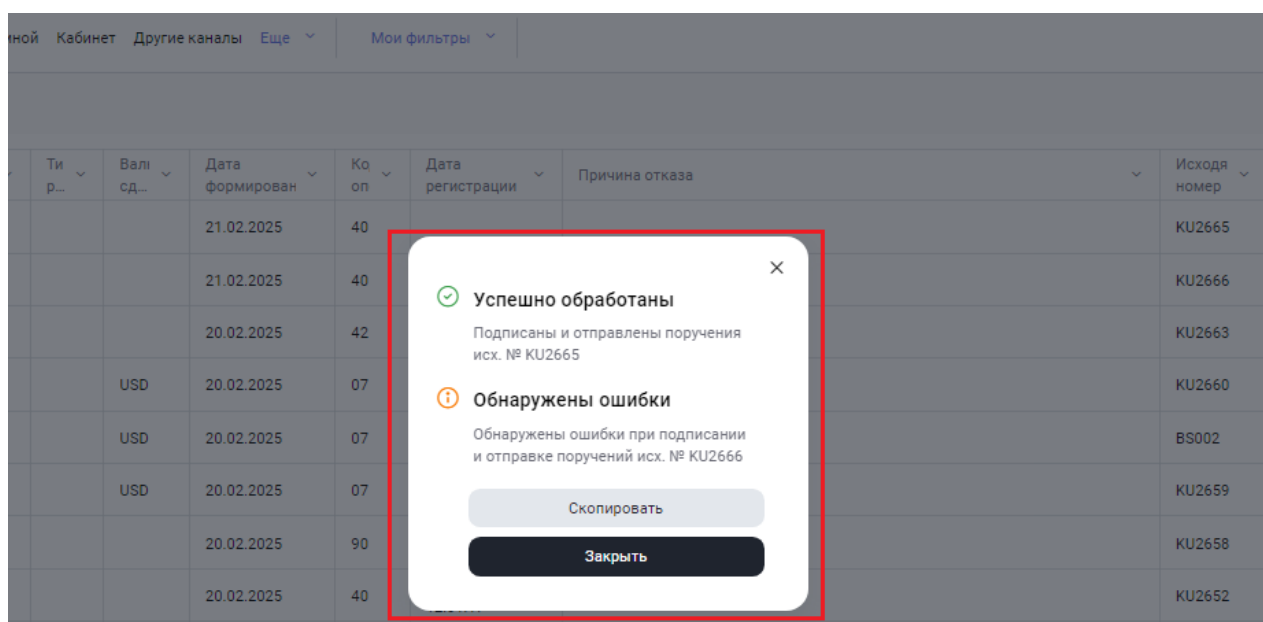 Кабинет Другие каналы Еще Мои фильтры
Ти Валı Дата Ко Дата Причина отказа Исходя
р... сд... формирован оп регистрации номер
21.02.2025 40 KU2665
21.02.2025 40 KU2666
20.02.2025 42 KU2663
USD 20.02.2025 07 KU2660
USD 20.02.2025 07 BS002
USD 20.02.2025 07 KU2659
20.02.2025 90 KU2658
20.02.2025 40 KU2652
Успешно обработаны
Подписаны и отправлены поручения
исх. № KU2665
Обнаружены ошибки
Обнаружены ошибки при подписании
и отправке поручений исх. № KU2666
Скопировать
Закрыть